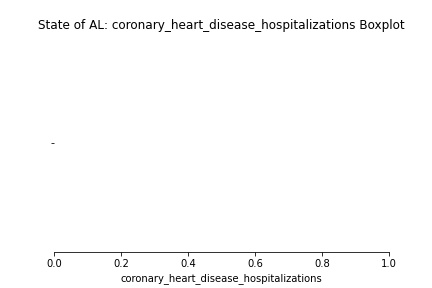 State of AL: coronary_heart_disease_hospitalizations Boxplot
0.0 0.2 0.4 0.6 0.8 1.0
coronary_heart_disease_hospitalizations